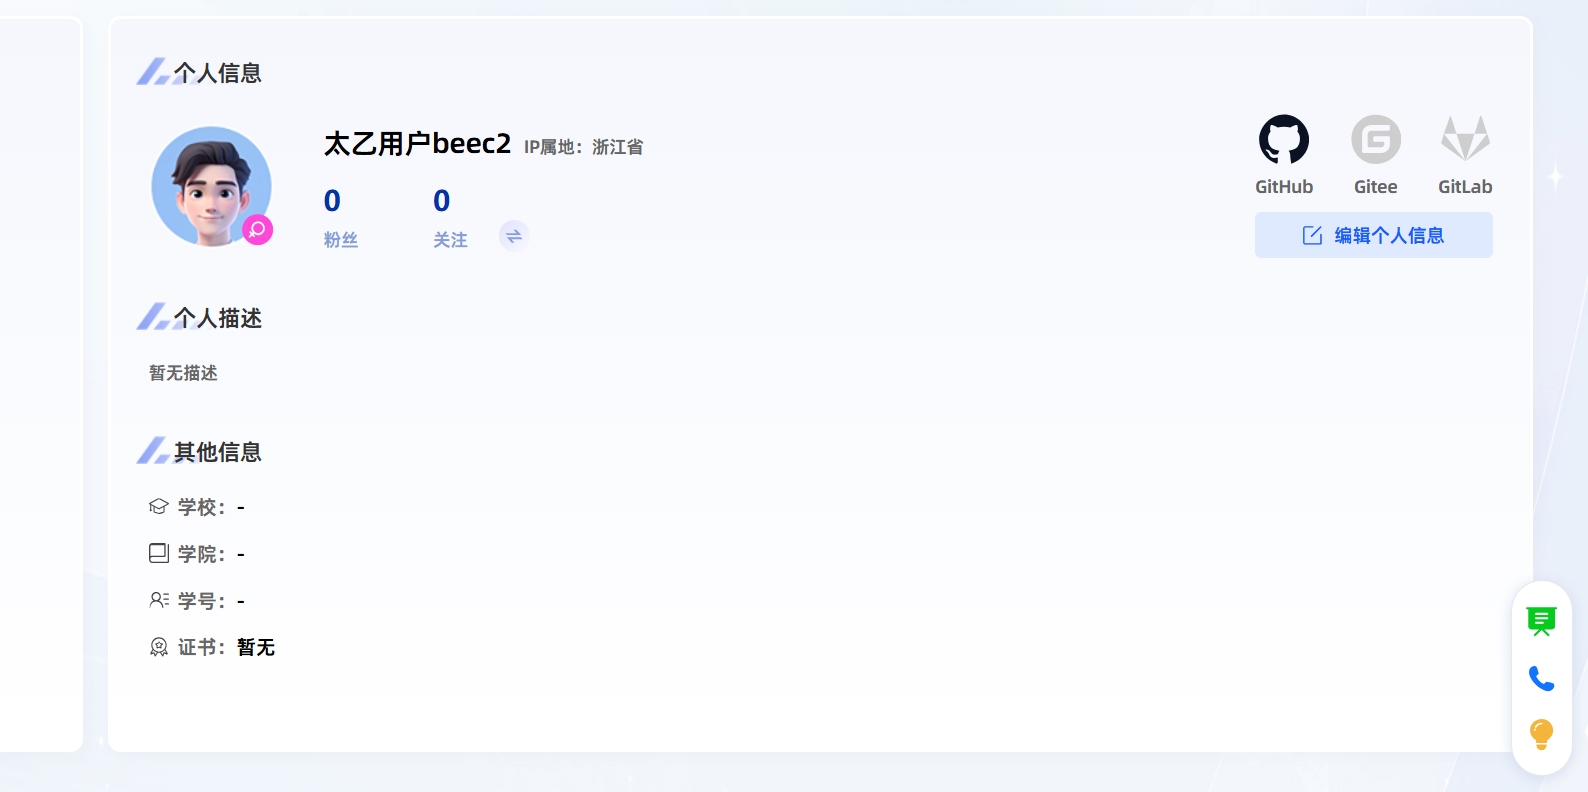 个人信息
太乙用户beec2 IP属地：浙江省
0 0
粉丝 关注
GitHub Gitee GitLab
编辑个人信息
个人描述
暂无描述
其他信息
学校：-
学院：-
学号：-
证书：暂无